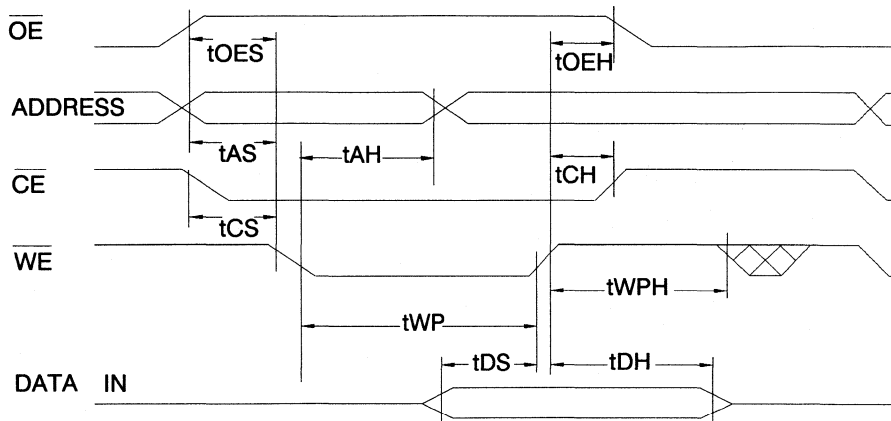 OE
tOES
tOEH
ADDRESS
tAS
tAH
tCH
CE
tCS
WE
tWPH
tWP
tDS
tDH
DATA IN